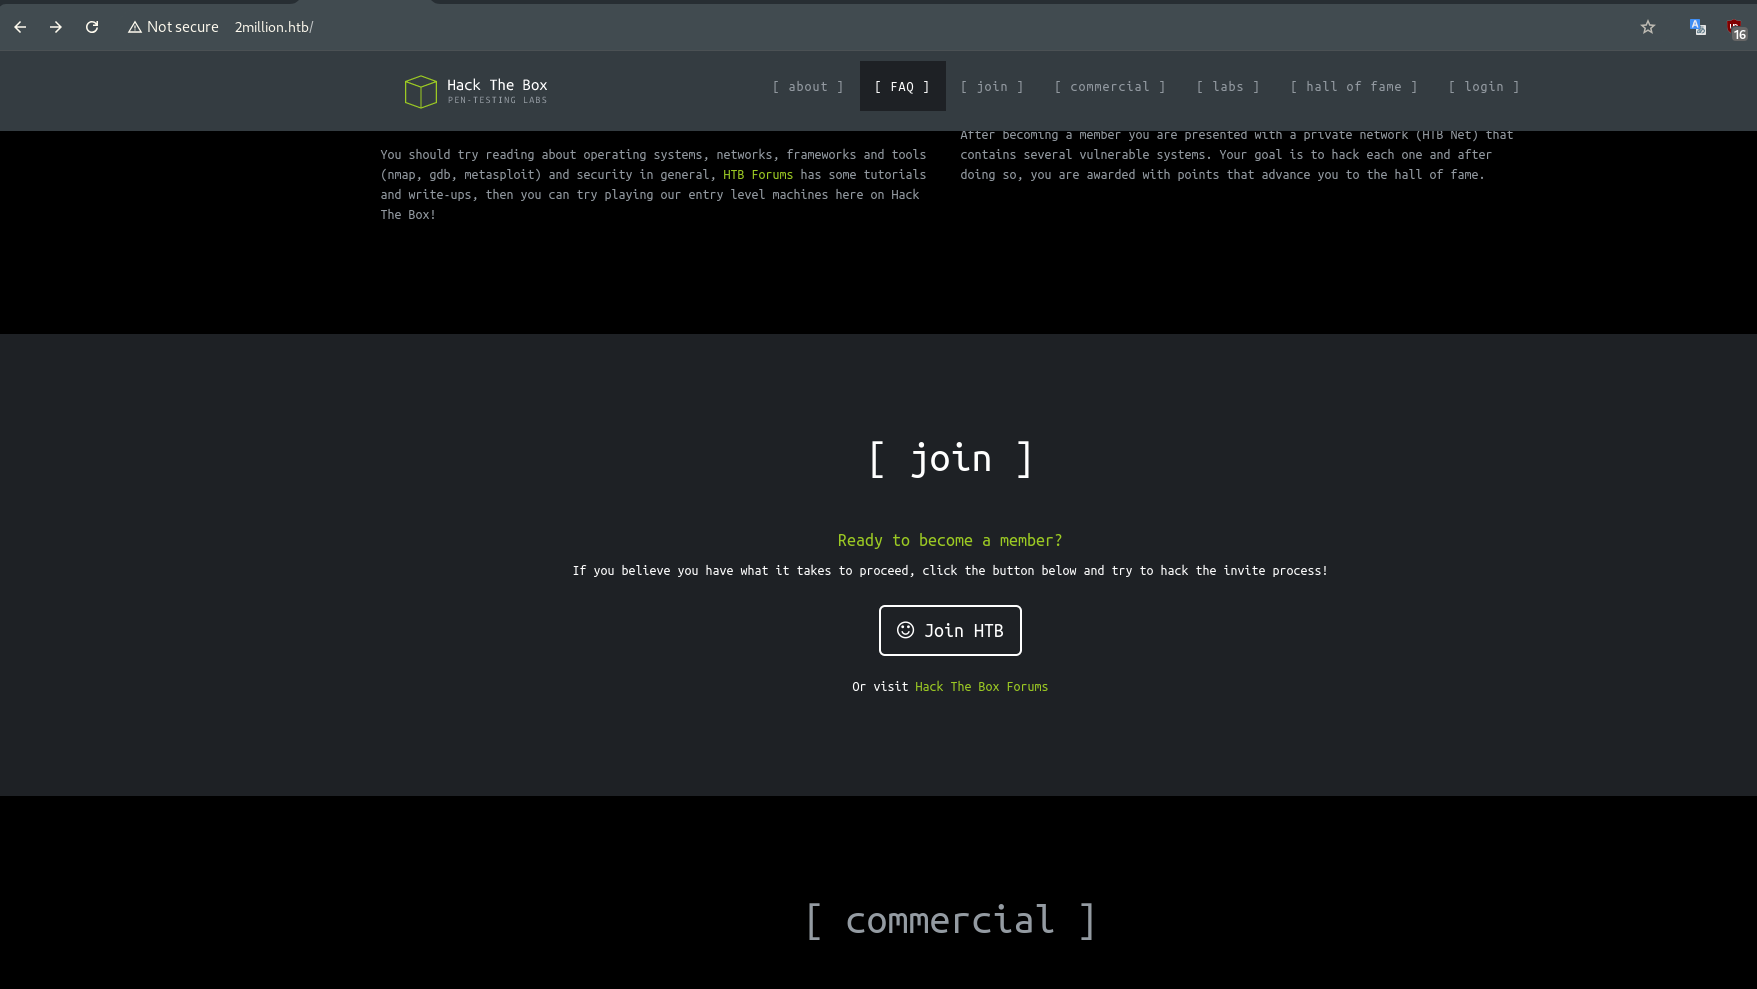 Not secure 2million.htb/
16
Hack The Box
PEN-TESTING LABS
[ about ] [ FAQ ] [ join ] [ commercial ] [ labs ] [ hall of fame ] [ login ]
You should try reading about operating systems, networks, frameworks and tools
(nmap, gdb, metasploit) and security in general, HTB Forums has some tutorials
and write-ups, then you can try playing our entry level machines here on Hack
The Box!
After becoming a member you are presented with a private network (HTB Net) that
contains several vulnerable systems. Your goal is to hack each one and after
doing so, you are awarded with points that advance you to the hall of fame.
[ join ]
Ready to become a member?
If you believe you have what it takes to proceed, click the button below and try to hack the invite process!
Join HTB
Or visit Hack The Box Forums
[ commercial ]